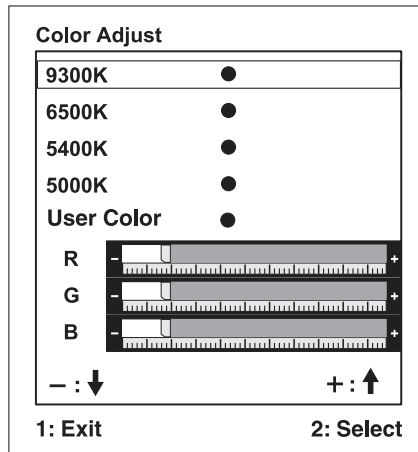 Color Adjust
9300K ●
6500K ●
5400K ●
5000K ●
User Color ●
R - +
G - +
B - +
– : ↓ + : ↑
1: Exit 2: Select